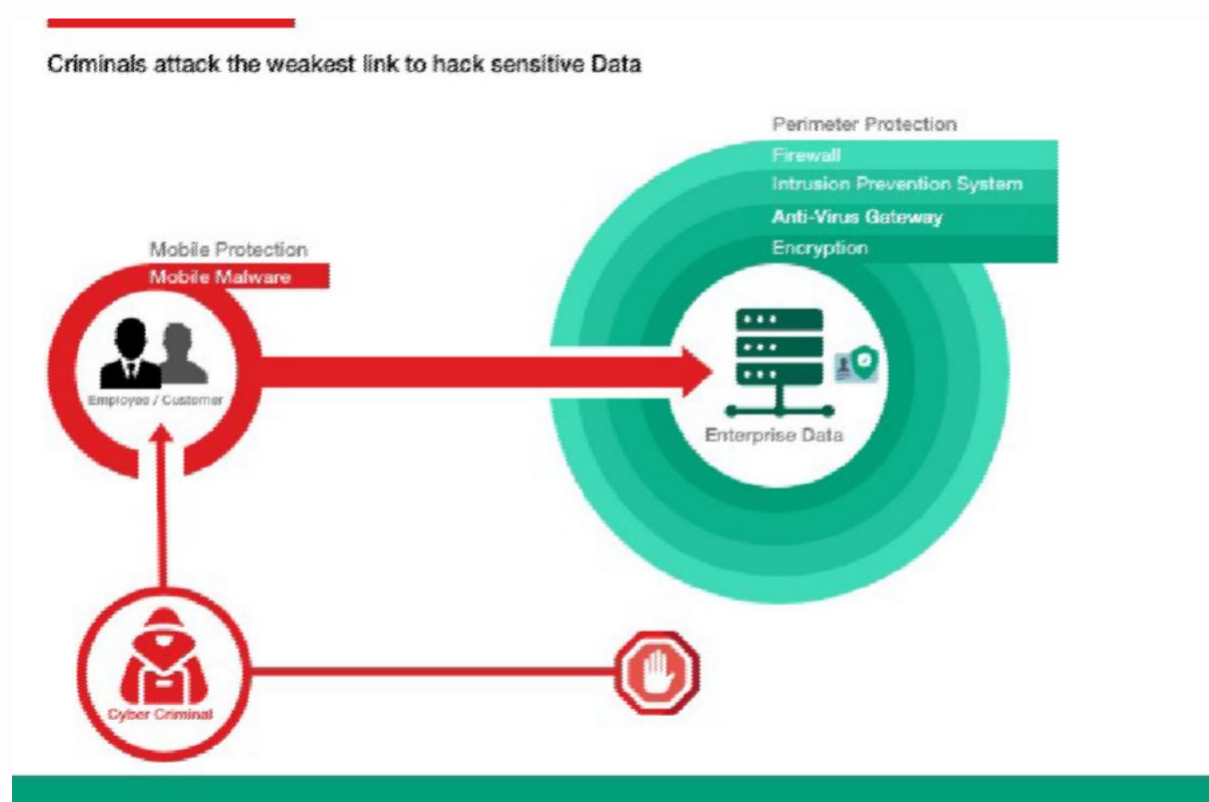 Criminals attack the weakest link to hack sensitive Data
Perimeter Protection
Firewall
Intrusion Prevention System
Anti-Virus Gateway
Encryption
Mobile Protection
Mobile Malware
Employee / Customer
Enterprise Data
Cyber Criminal